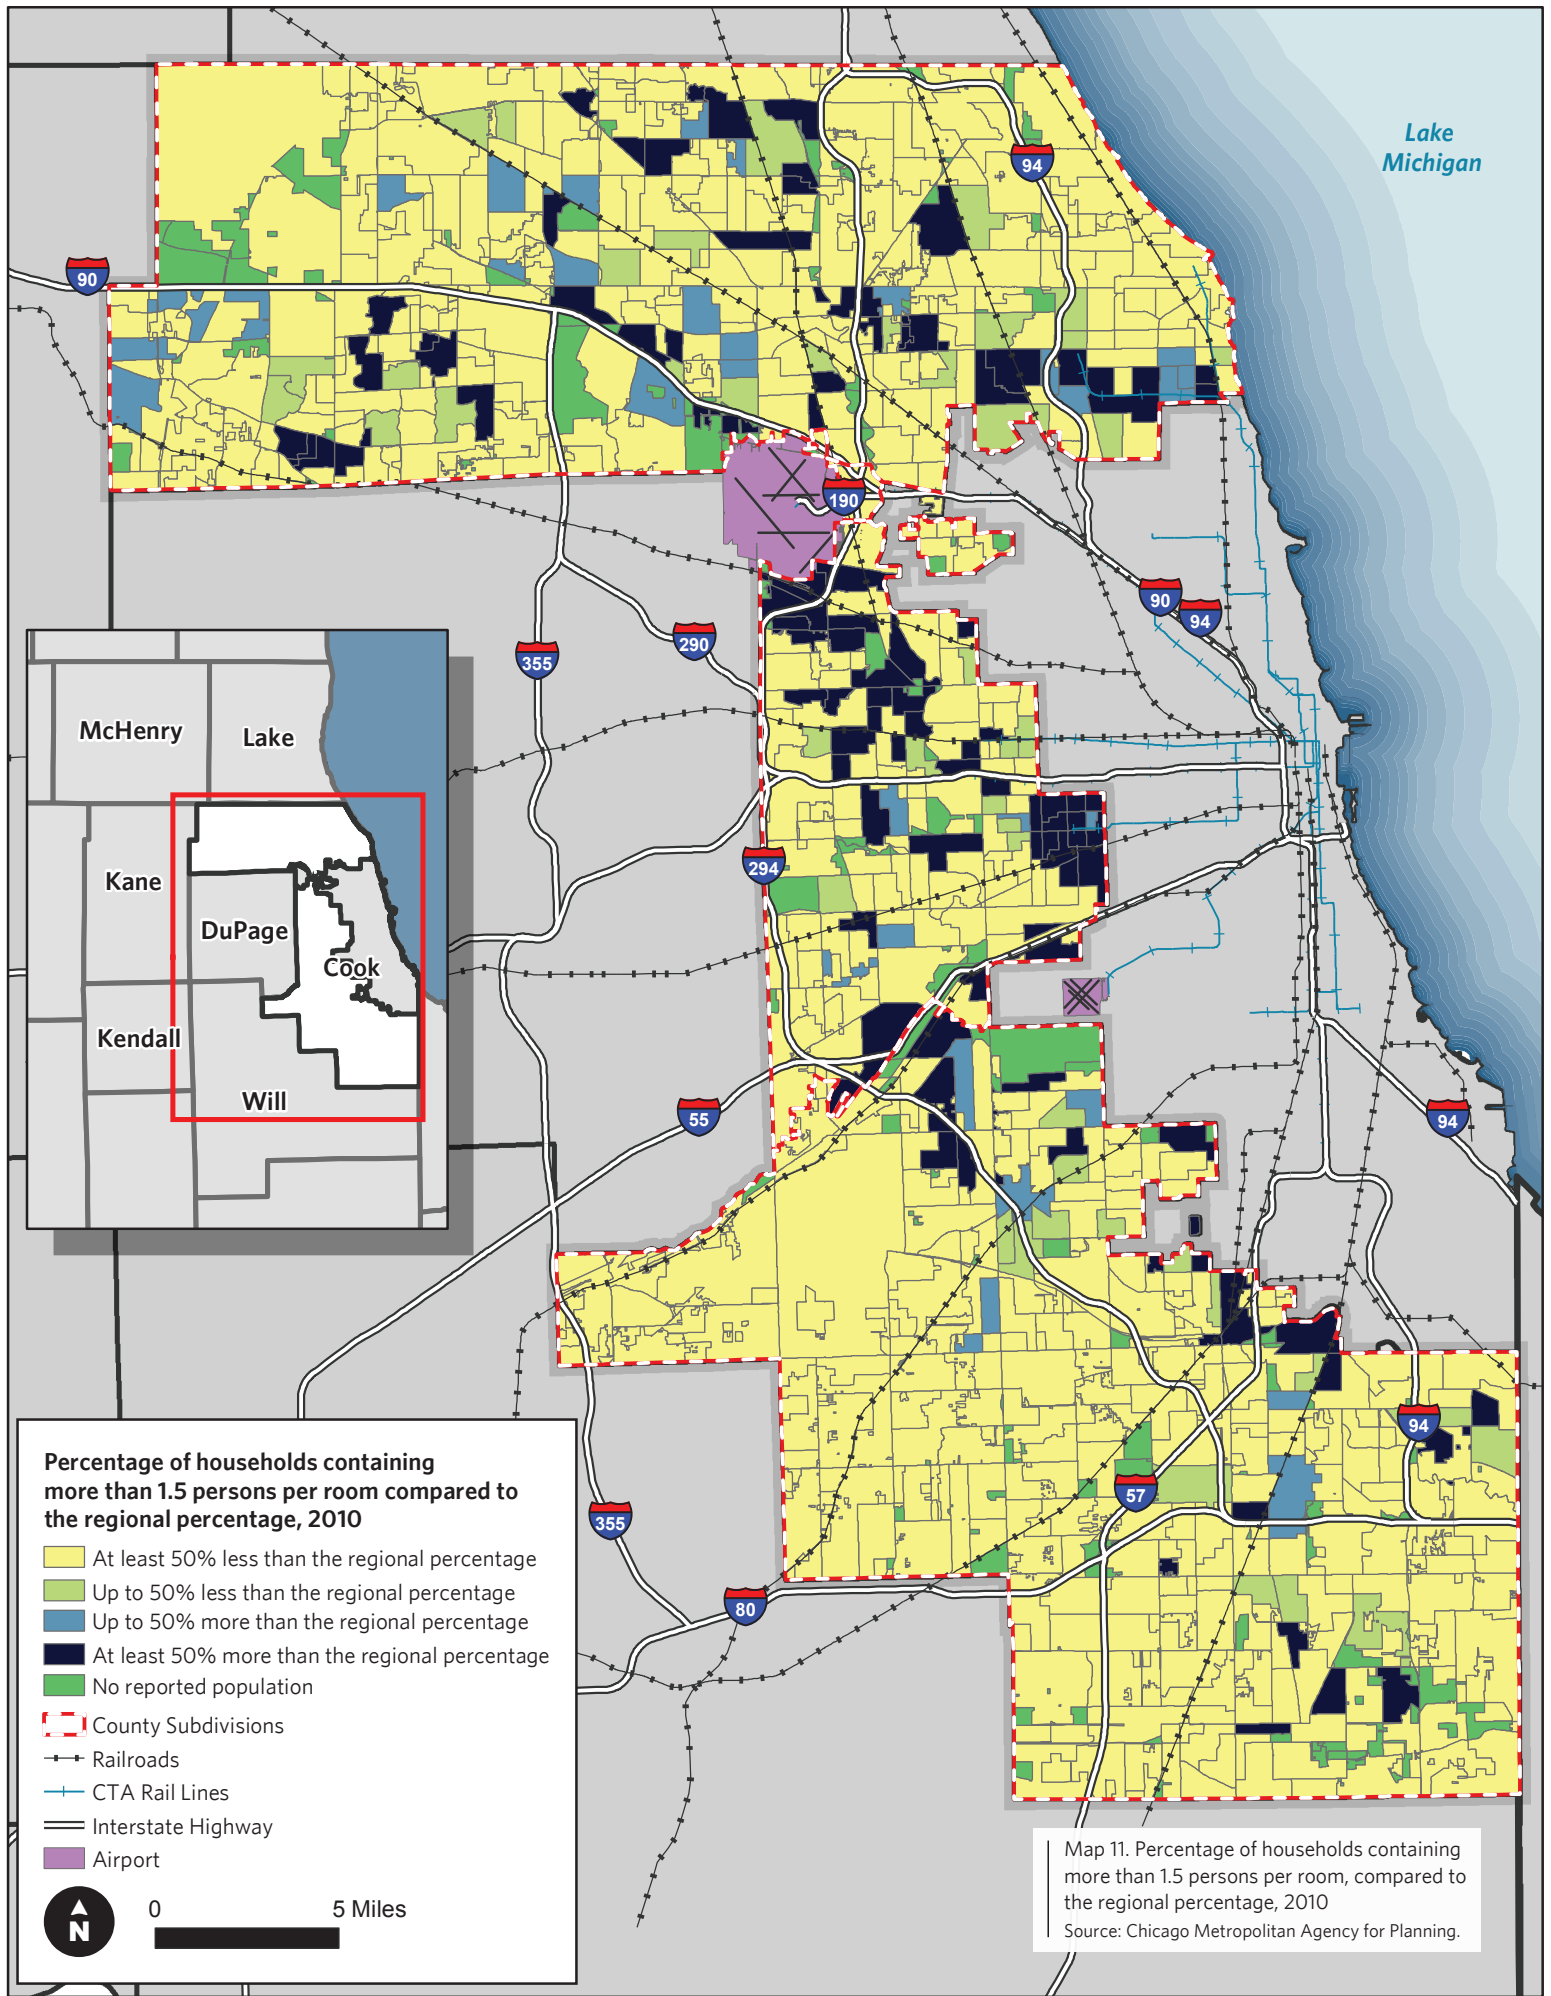 Lake
Michigan
94
90
190
90
94
290
355
McHenry
Lake
294
Kane
DuPage
Cook
Kendall
Will
55
94
94
57
355
80
Percentage of households containing
more than 1.5 persons per room compared to
the regional percentage, 2010
At least 50% less than the regional percentage
Up to 50% less than the regional percentage
Up to 50% more than the regional percentage
At least 50% more than the regional percentage
No reported population
County Subdivisions
Railroads
CTA Rail Lines
Interstate Highway
Airport
N
0 5 Miles
Map 11. Percentage of households containing
more than 1.5 persons per room, compared to
the regional percentage, 2010
Source: Chicago Metropolitan Agency for Planning.